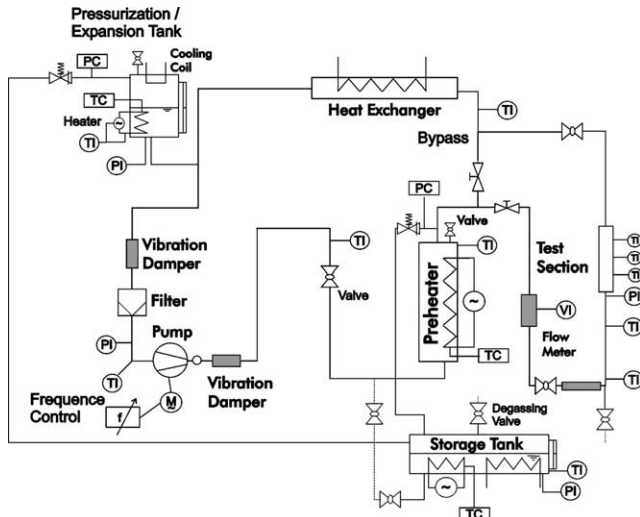 Pressurization /
Expansion Tank
PC
Cooling
Coil
TC
Heater
~
TI
PI
Heat Exchanger
TI
Bypass
PC
Valve
TI
TI
Valve
Preheater
~
TC
Test
Section
TI
TI
TI
PI
VI
TI
Flow
Meter
TI
Vibration
Damper
Filter
PI
Pump
TI
Vibration
Damper
Frequence
Control
f
M
~
Degassing
Valve
Storage Tank
~
TI
TC
PI